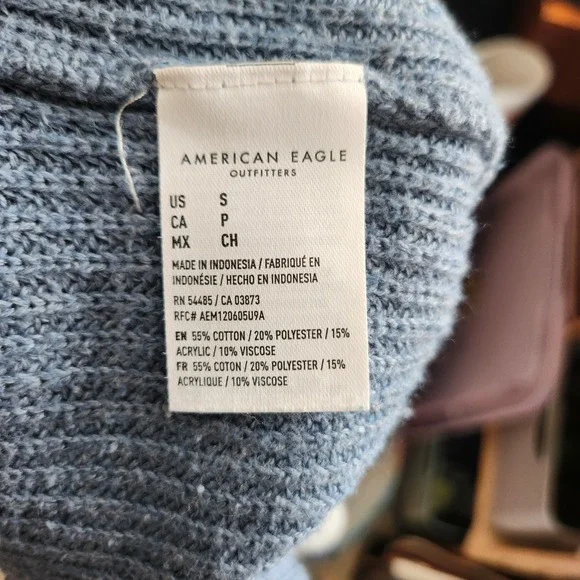 AMERICAN EAGLE
OUTFITTERS
US S
CA P
MX CH
MADE IN INDONESIA / FABRIQUÉ EN
INDONÉSIE / HECHO EN INDONESIA
RN 54485 / CA 03873
RFC# AEM120605U9A
EN 55% COTTON / 20% POLYESTER / 15%
ACRYLIC / 10% VISCOSE
FR 55% COTON / 20% POLYESTER / 15%
ACRYLIQUE / 10% VISCOSE